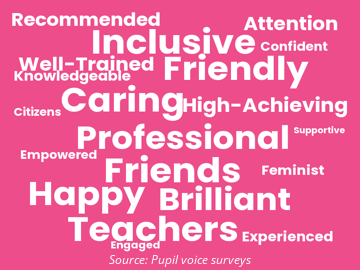 Recommended
Attention
Inclusive
Confident
Well-Trained
Friendly
Knowledgeable
Caring
High-Achieving
Citizens
Professional
Supportive
Empowered
Friends
Feminist
Happy
Brilliant
Teachers
Experienced
Engaged
Source: Pupil voice surveys